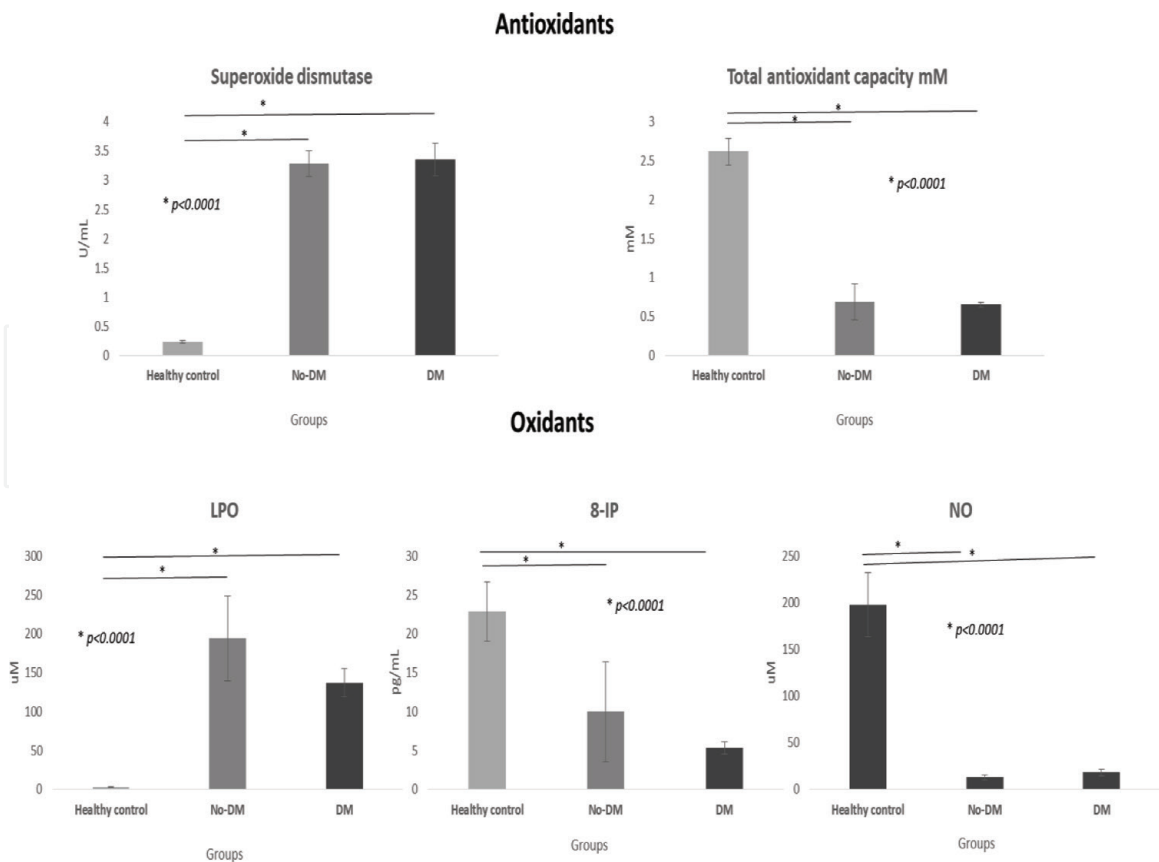 Antioxidants
Superoxide dismutase
*
*
4
3.5
3
2.5
2
1.5
1
0.5
0
U/mL
* p<0.0001
Healthy control No-DM DM
Groups
Total antioxidant capacity mM
*
*
3
2.5
2
1.5
1
0.5
0
mM
* p<0.0001
Healthy control No-DM DM
Groups
Oxidants
LPO
*
*
300
250
200
150
100
50
0
uM
* p<0.0001
Healthy control No-DM DM
Groups
8-IP
*
*
30
25
20
15
10
5
0
pg/mL
* p<0.0001
Healthy control No-DM DM
Groups
NO
*
*
250
200
150
100
50
0
uM
* p<0.0001
Healthy control No-DM DM
Groups